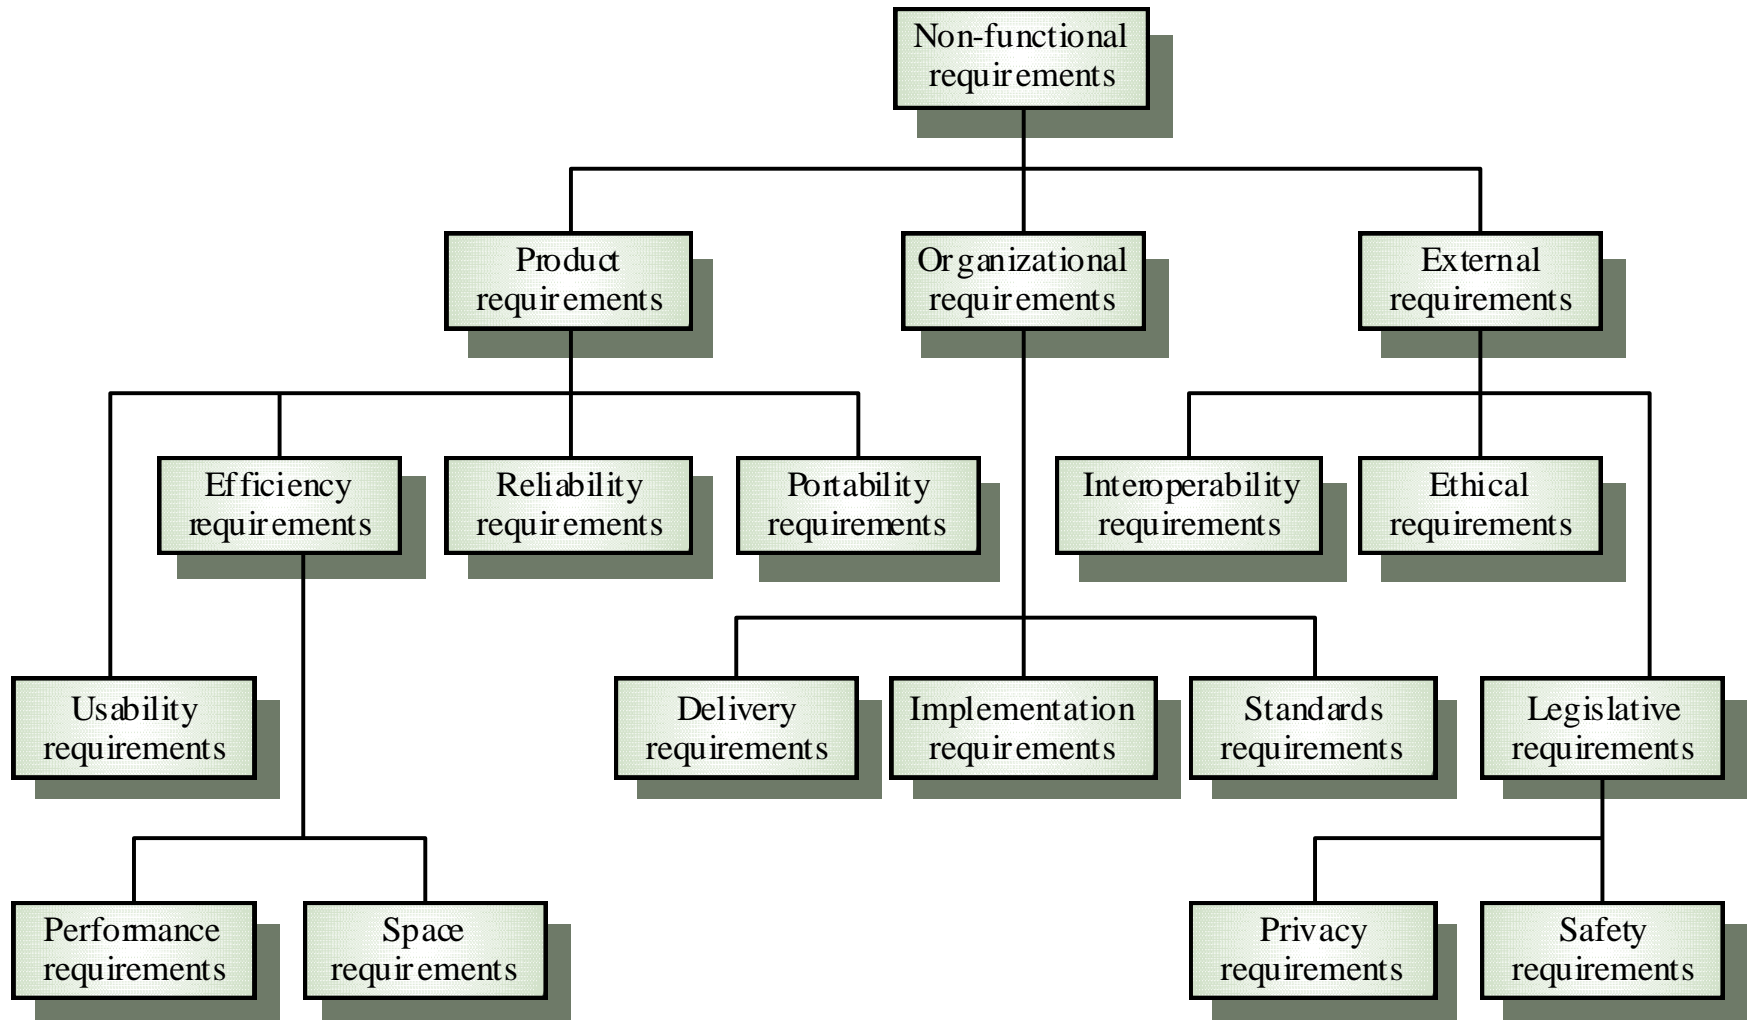 Non-functional
requirements
Product
requirements
Organizational
requirements
External
requirements
Efficiency
requirements
Reliability
requirements
Portability
requirements
Interoperability
requirements
Ethical
requirements
Usability
requirements
Delivery
requirements
Implementation
requirements
Standards
requirements
Legislative
requirements
Performance
requirements
Space
requirements
Privacy
requirements
Safety
requirements